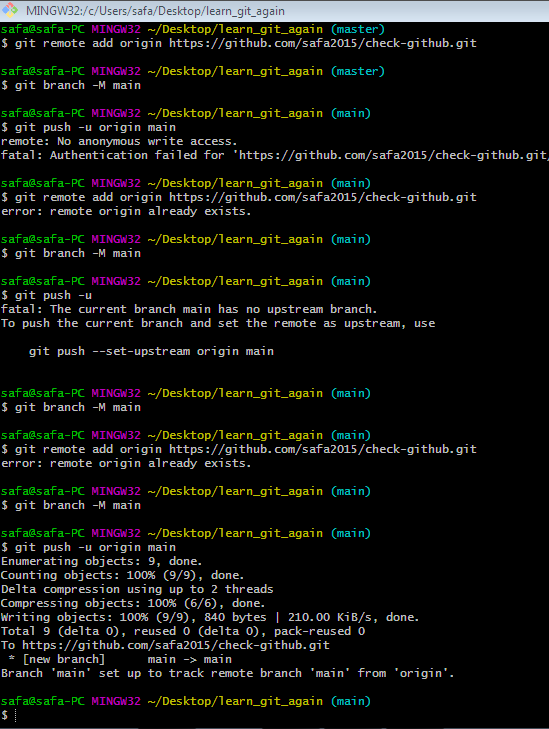 MINGW32:/c/Users/safa/Desktop/learn_git_again
safa@safa-PC MINGW32 ~/Desktop/learn_git_again (master)
$ git remote add origin https://github.com/safa2015/check-github.git
safa@safa-PC MINGW32 ~/Desktop/learn_git_again (master)
$ git branch -M main
safa@safa-PC MINGW32 ~/Desktop/learn_git_again (main)
$ git push -u origin main
remote: No anonymous write access.
fatal: Authentication failed for 'https://github.com/safa2015/check-github.git/
safa@safa-PC MINGW32 ~/Desktop/learn_git_again (main)
$ git remote add origin https://github.com/safa2015/check-github.git
error: remote origin already exists.
safa@safa-PC MINGW32 ~/Desktop/learn_git_again (main)
$ git branch -M main
safa@safa-PC MINGW32 ~/Desktop/learn_git_again (main)
$ git push -u
fatal: The current branch main has no upstream branch.
To push the current branch and set the remote as upstream, use
git push --set-upstream origin main
safa@safa-PC MINGW32 ~/Desktop/learn_git_again (main)
$ git branch -M main
safa@safa-PC MINGW32 ~/Desktop/learn_git_again (main)
$ git remote add origin https://github.com/safa2015/check-github.git
error: remote origin already exists.
safa@safa-PC MINGW32 ~/Desktop/learn_git_again (main)
$ git branch -M main
safa@safa-PC MINGW32 ~/Desktop/learn_git_again (main)
$ git push -u origin main
Enumerating objects: 9, done.
Counting objects: 100% (9/9), done.
Delta compression using up to 2 threads
Compressing objects: 100% (6/6), done.
Writing objects: 100% (9/9), 840 bytes | 210.00 KiB/s, done.
Total 9 (delta 0), reused 0 (delta 0), pack-reused 0
To https://github.com/safa2015/check-github.git
* [new branch] main -> main
Branch 'main' set up to track remote branch 'main' from 'origin'.
safa@safa-PC MINGW32 ~/Desktop/learn_git_again (main)
$